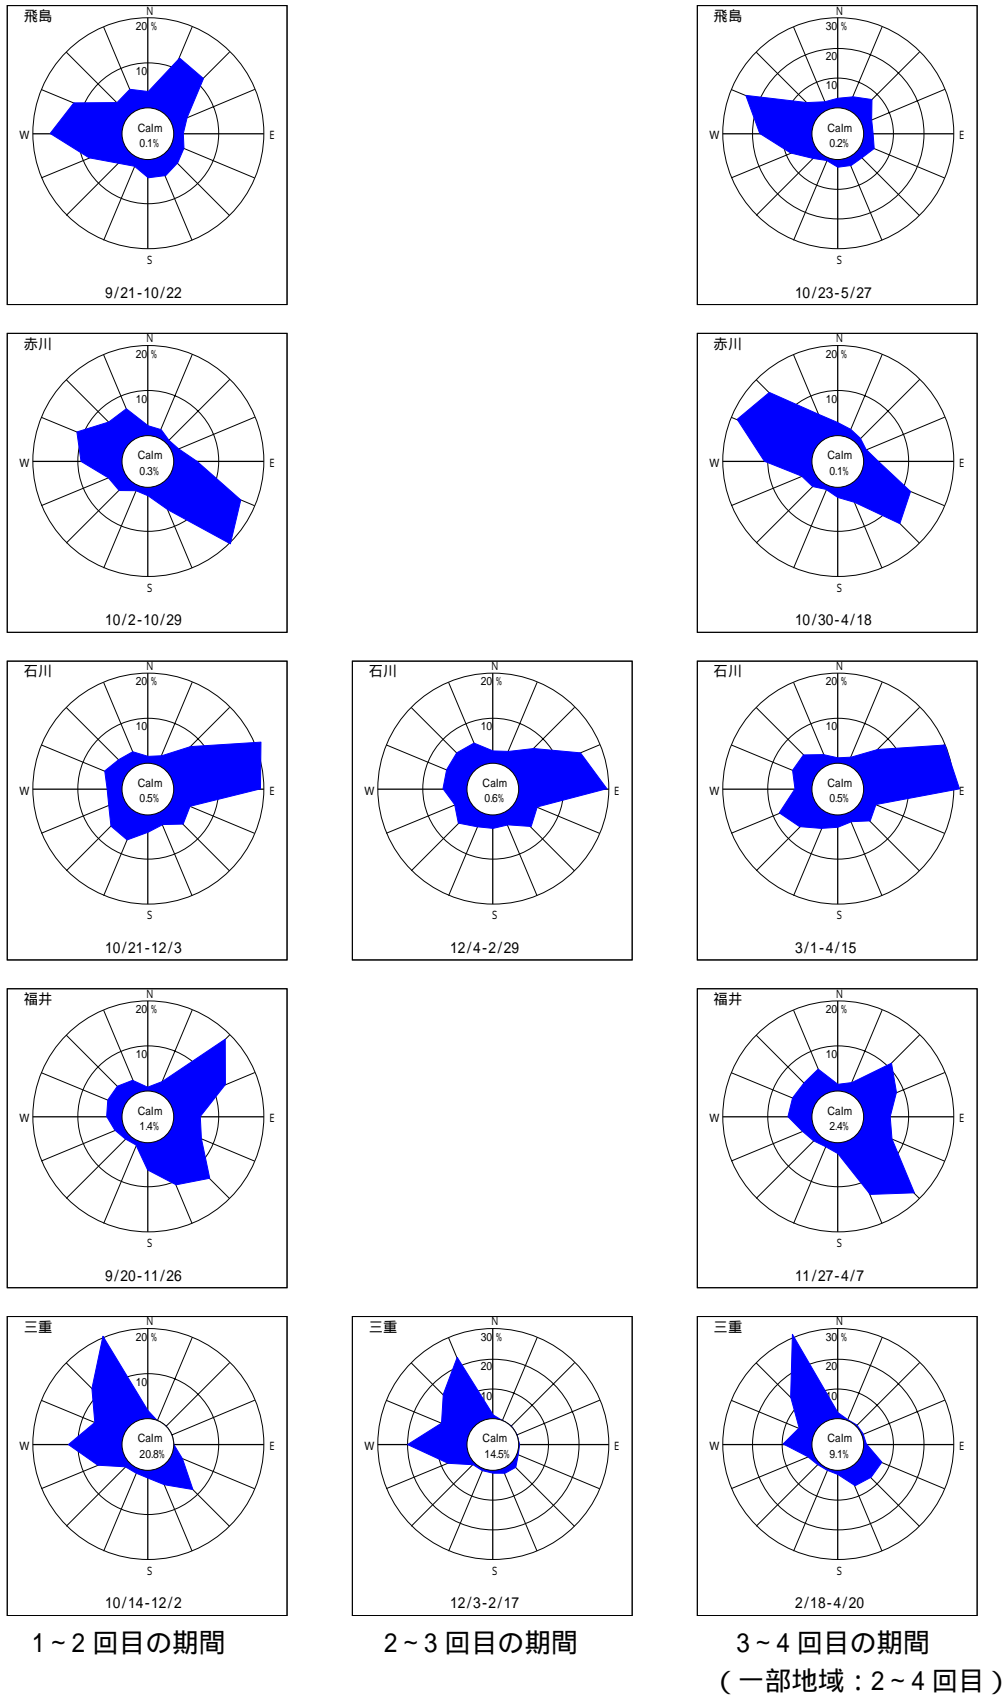 飛島
N
20 %
10
W
Calm
0.1%
E
S
9/21-10/22
飛島
N
30 %
20
10
W
Calm
0.2%
E
S
10/23-5/27
赤川
N
20 %
10
W
Calm
0.3%
E
S
10/2-10/29
赤川
N
20 %
10
W
Calm
0.1%
E
S
10/30-4/18
石川
N
20 %
10
W
Calm
0.5%
E
S
10/21-12/3
石川
N
20 %
10
W
Calm
0.6%
E
S
12/4-2/29
石川
N
20 %
10
W
Calm
0.5%
E
S
3/1-4/15
福井
N
20 %
10
W
Calm
1.4%
E
S
9/20-11/26
福井
N
20 %
10
W
Calm
2.4%
E
S
11/27-4/7
三重
N
20 %
10
W
Calm
20.8%
E
S
10/14-12/2
三重
N
30 %
20
10
W
Calm
14.5%
E
S
12/3-2/17
三重
N
30 %
20
10
W
Calm
9.1%
E
S
2/18-4/20
1~2回目の期間
2~3回目の期間
3~4回目の期間
(一部地域:2~4回目)